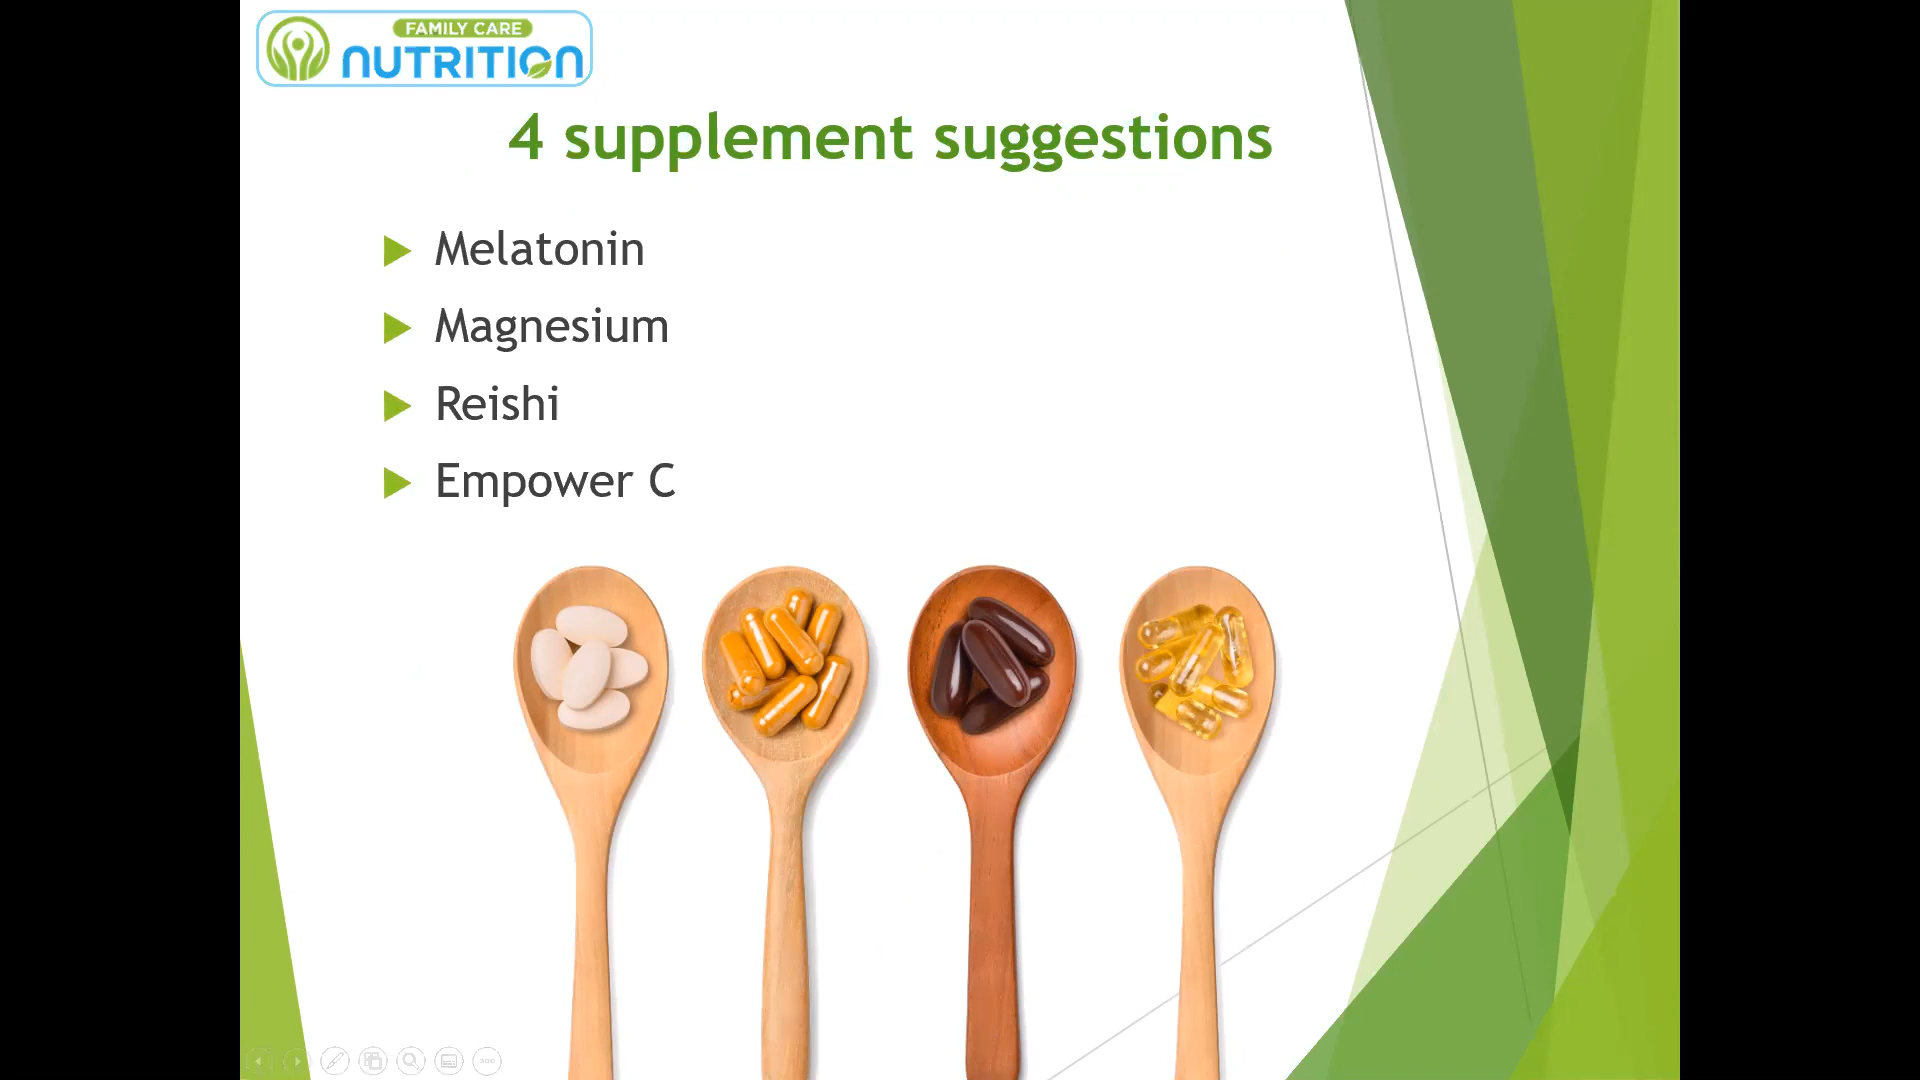 FAMILY CARE
NUTRITION
4 supplement suggestions
Melatonin
Magnesium
Reishi
Empower C